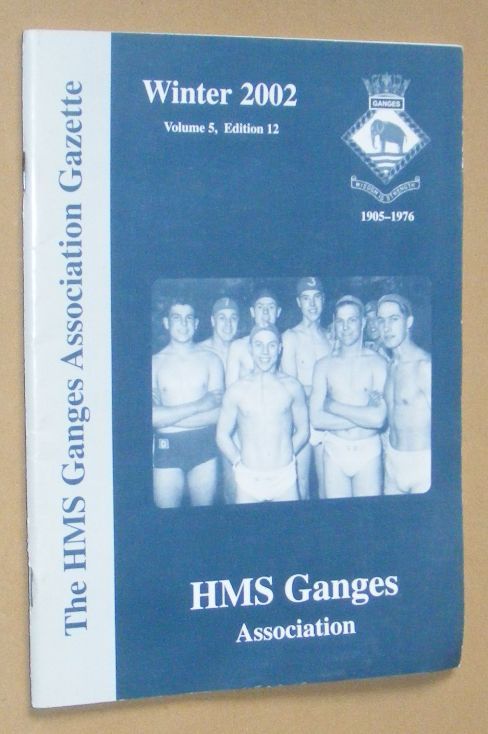 The HMS Ganges Association Gazette
Winter 2002
Volume 5, Edition 12
GANGES
WISDOM IS STRENGTH
1905–1976
HMS Ganges
Association